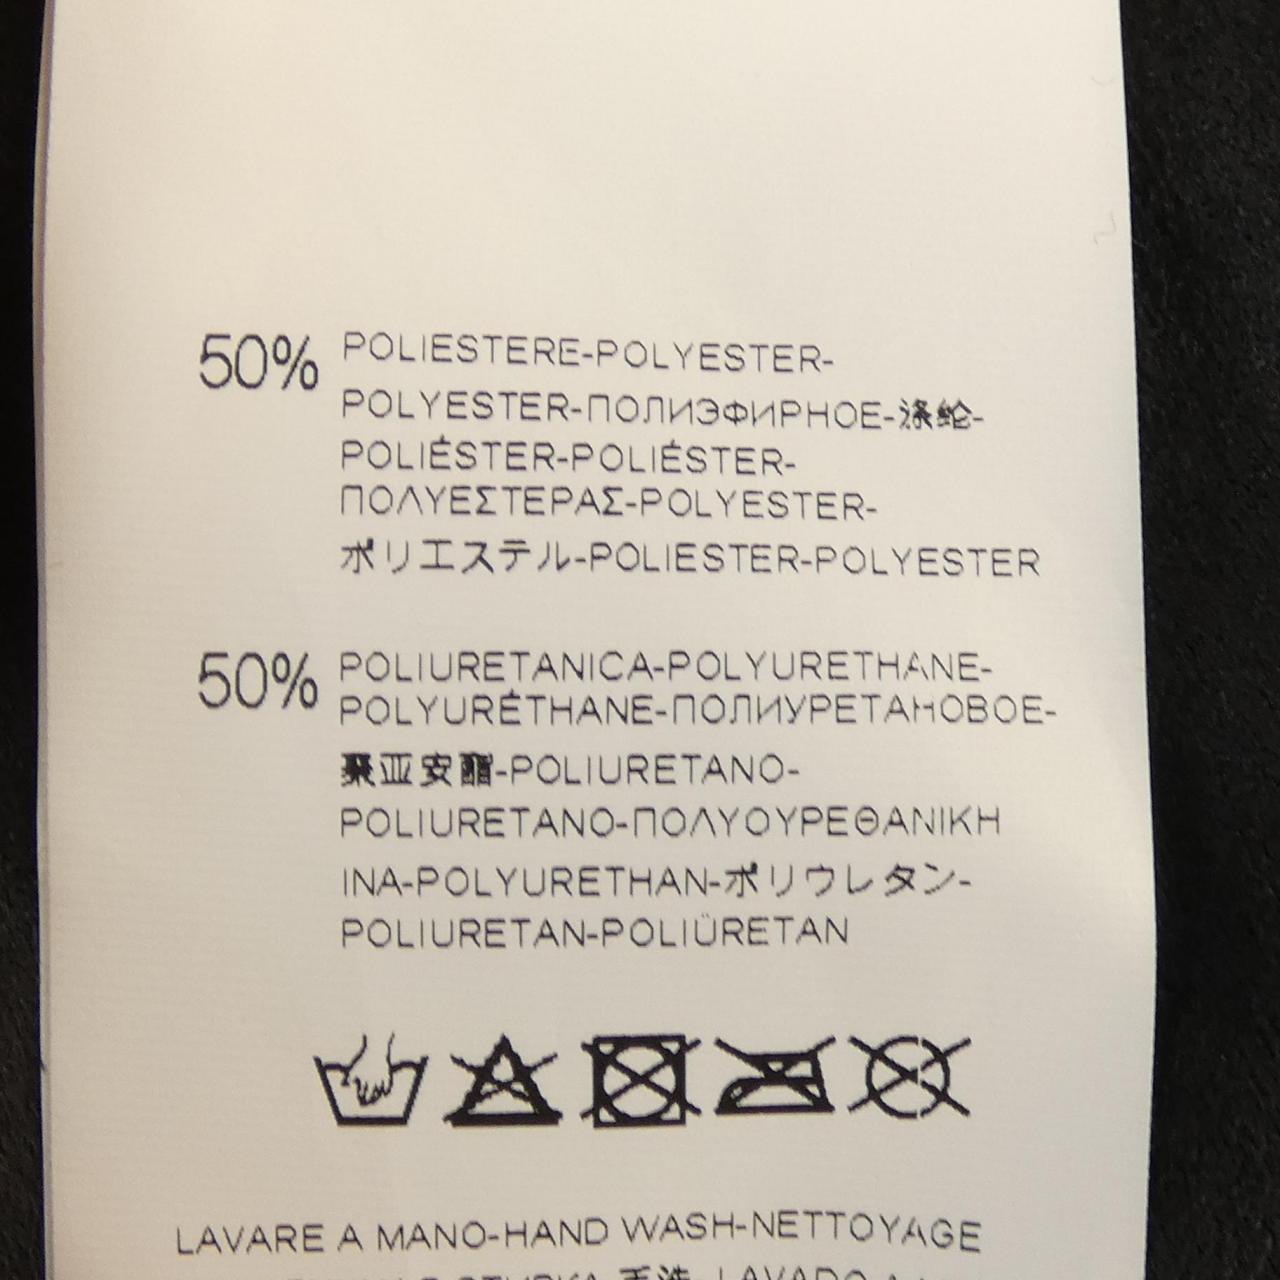 50% POLIESTERE-POLYESTER-
POLYESTER-ПОЛИЭФИРНОЕ-涤纶-
POLIÉSTER-POLIÉSTER-
ΠΟΛΥΕΣΤΕΡΑΣ-POLYESTER-
ポリエステル-POLIESTER-POLYESTER
50% POLIURETANICA-POLYURETHANE-
POLYURÉTHANE-ПОЛИУРЕТАНОВОЕ-
聚亚安酯-POLIURETANO-
POLIURETANO-ΠΟΛΥΟΥΡΕΘΑΝΙΚΗ
ΙΝΑ-POLYURETHAN-ポリウレタン-
POLIURETAN-POLIÜRETAN
LAVARE A MANO-HAND WASH-NETTOYAGE